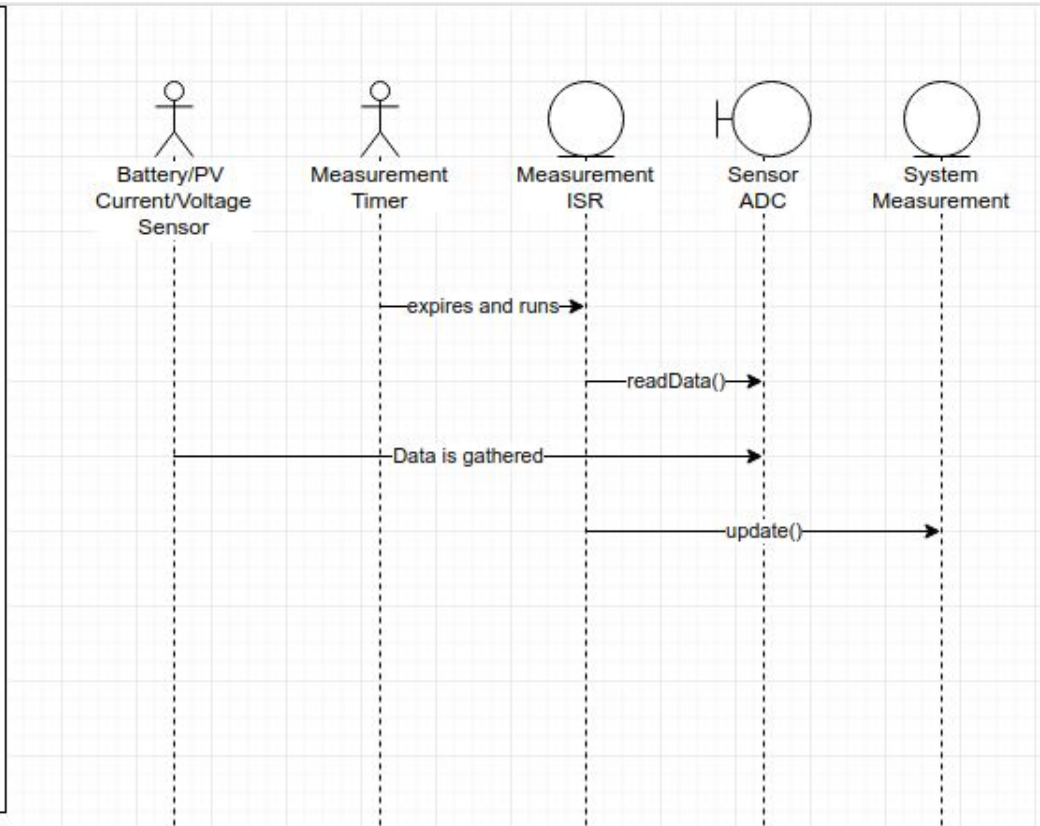 Battery/PV
Current/Voltage
Sensor
Measurement
Timer
Measurement
ISR
Sensor
ADC
System
Measurement
expires and runs
readData()
Data is gathered
update()